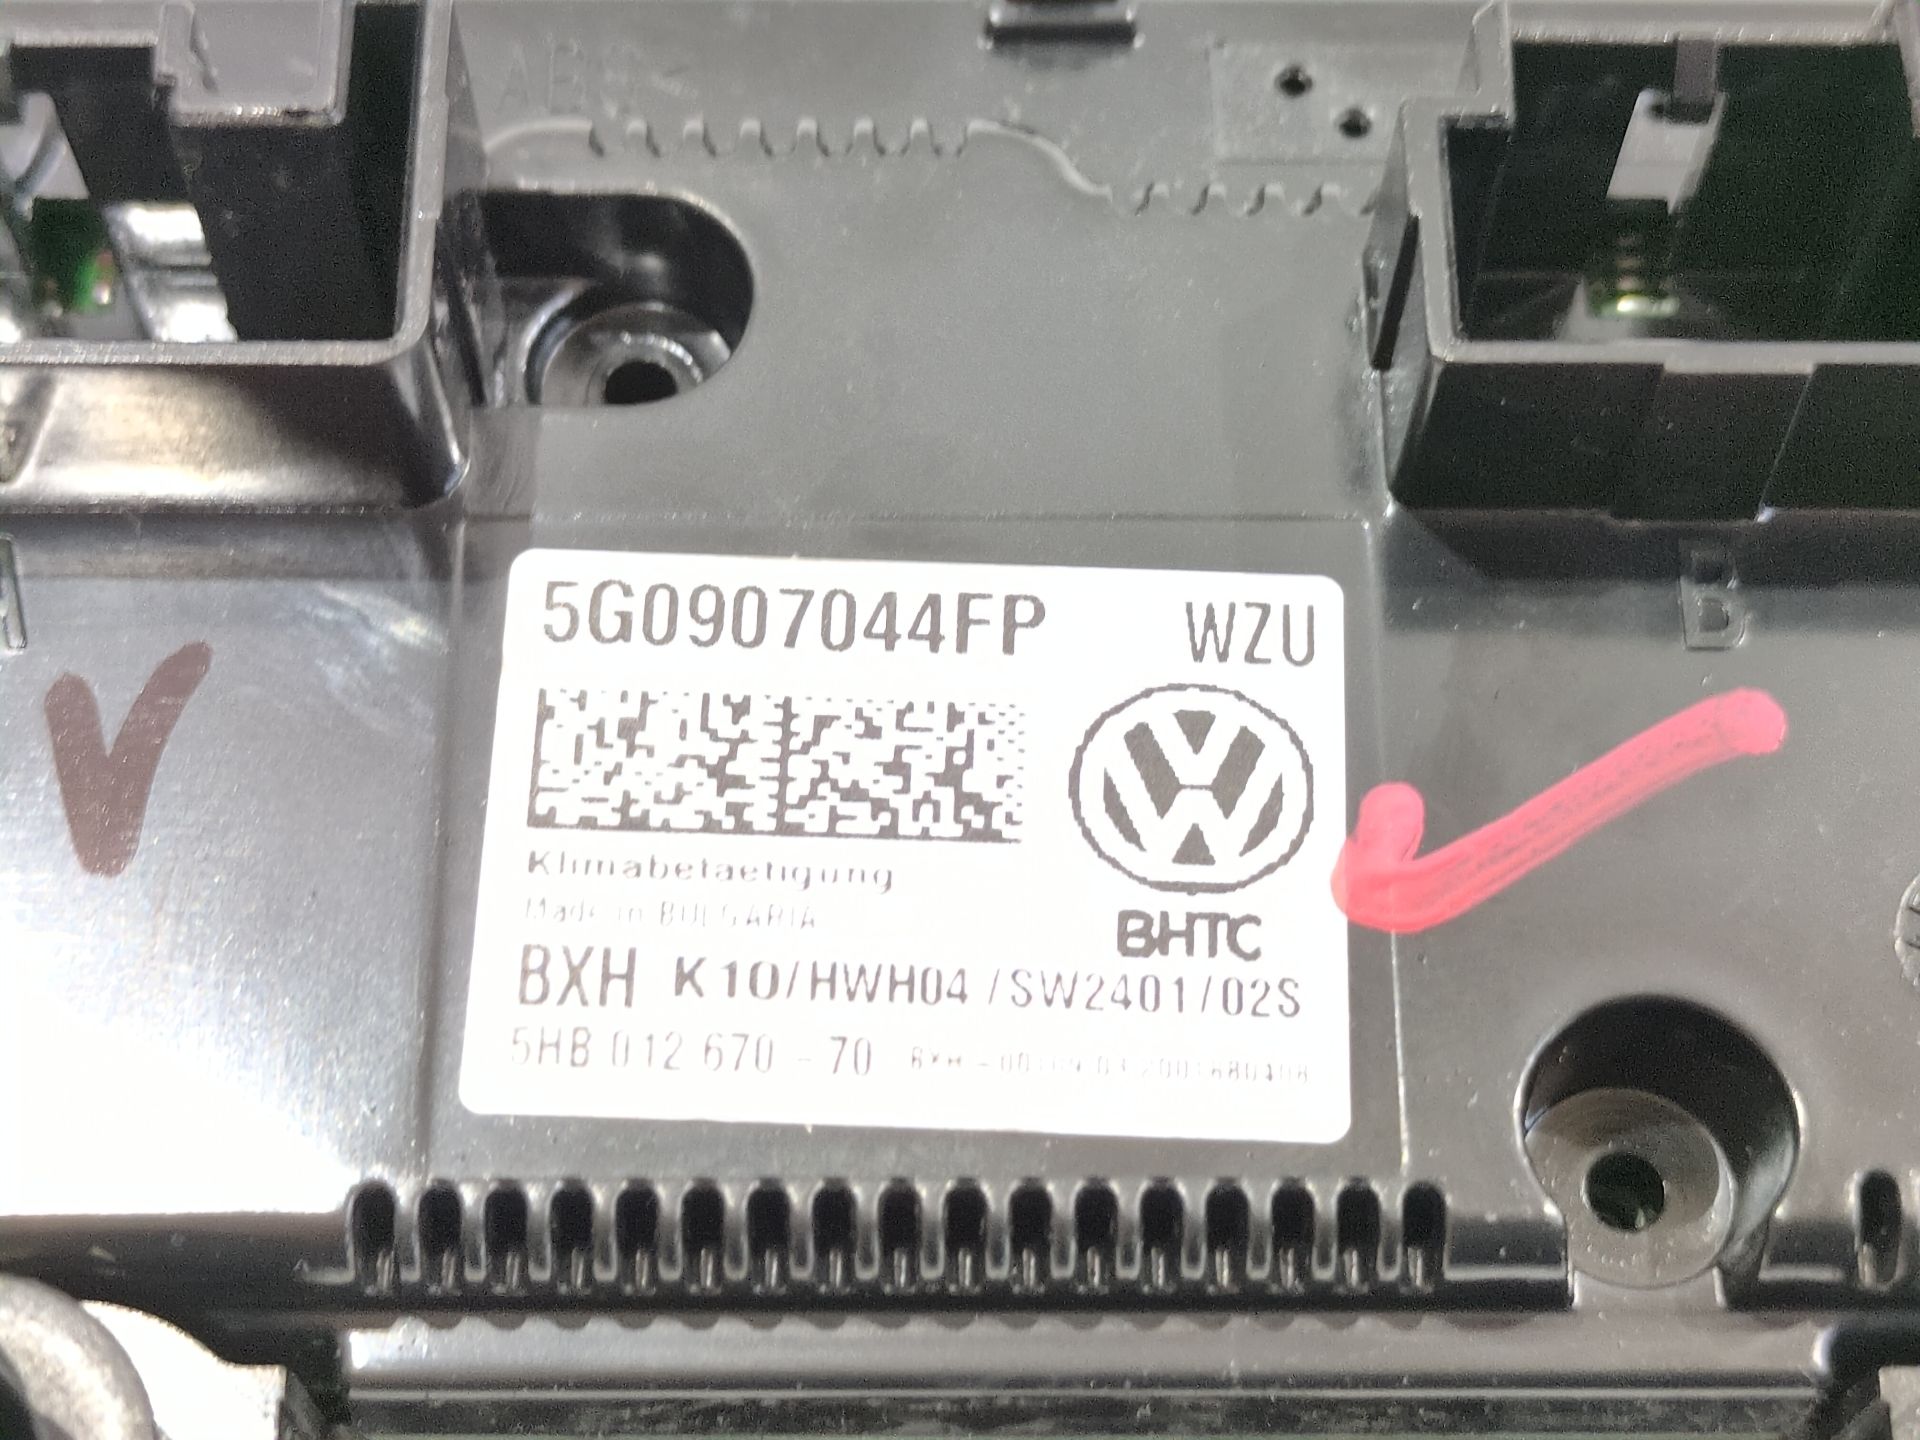 5G0907044FP WZU
Klimabetaetigung
Made in BULGARIA
BHTC
BXH K10/HWH04/SW2401/02S
5HB 012 670-70
B